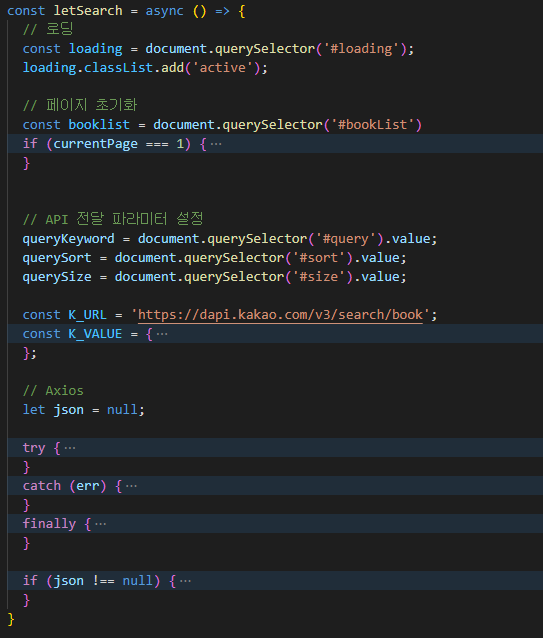 const letSearch = async () => {
// 로딩
const loading = document.querySelector('#loading');
loading.classList.add('active');
// 페이지 초기화
const booklist = document.querySelector('#bookList')
if (currentPage === 1) {…
}
// API 전달 파라미터 설정
queryKeyword = document.querySelector('#query').value;
querySort = document.querySelector('#sort').value;
querySize = document.querySelector('#size').value;
const K_URL = 'https://dapi.kakao.com/v3/search/book';
const K_VALUE = {…
};
// Axios
let json = null;
try {…
}
catch (err) {…
}
finally {…
}
if (json !== null) {…
}
}